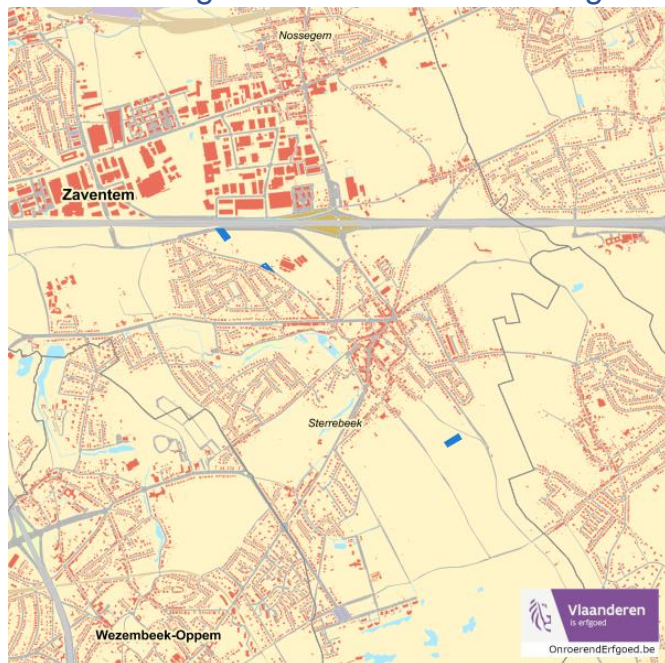 Nossegem
Zaventem
Sterrebeek
Wezembeek-Oppem
Vlaanderen
is erfgoed
OnroerendErfgoed.be